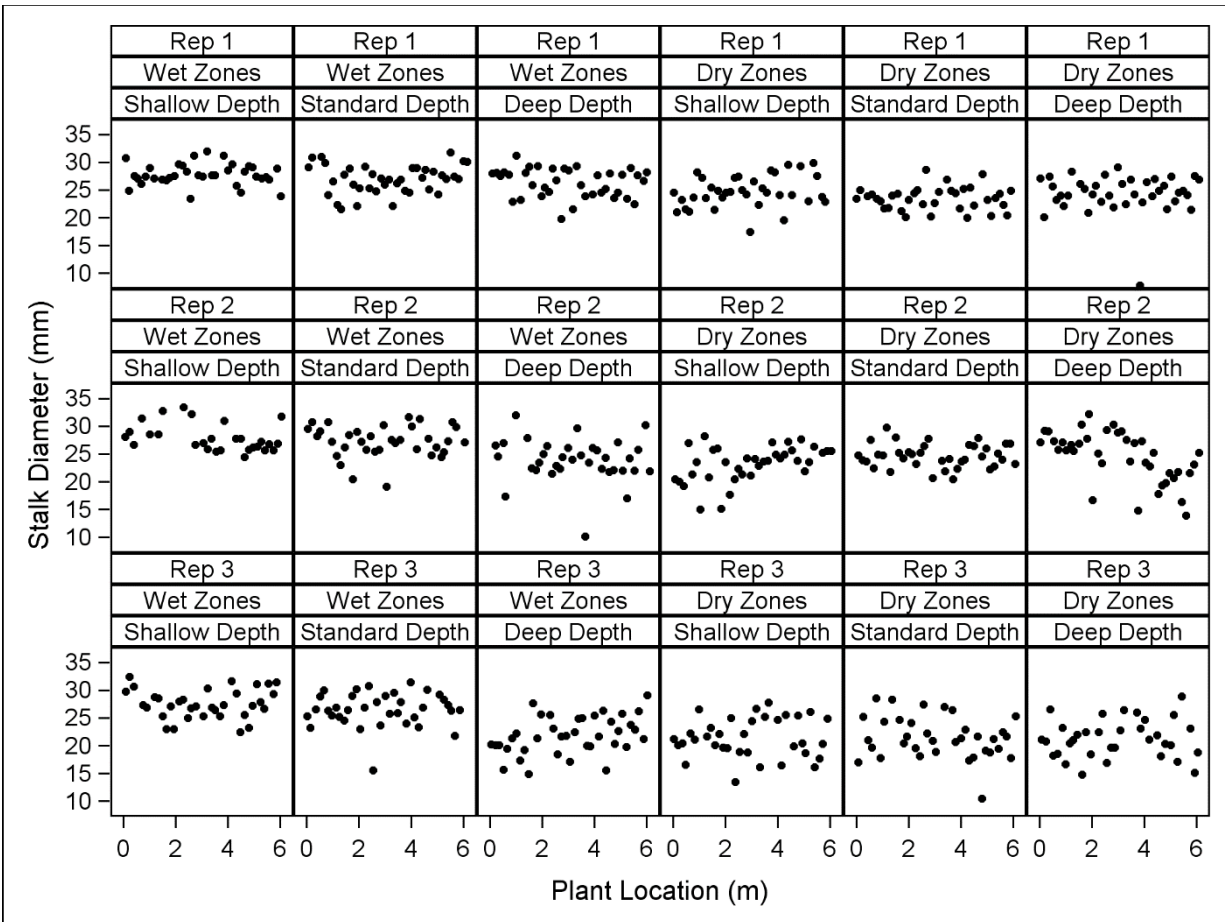 Rep 1 Rep 1 Rep 1 Rep 1 Rep 1 Rep 1
Wet Zones Wet Zones Wet Zones Dry Zones Dry Zones Dry Zones
Shallow Depth Standard Depth Deep Depth Shallow Depth Standard Depth Deep Depth
35
30
25
20
15
10
Rep 2 Rep 2 Rep 2 Rep 2 Rep 2 Rep 2
Wet Zones Wet Zones Wet Zones Dry Zones Dry Zones Dry Zones
Shallow Depth Standard Depth Deep Depth Shallow Depth Standard Depth Deep Depth
Stalk Diameter (mm)
35
30
25
20
15
10
Rep 3 Rep 3 Rep 3 Rep 3 Rep 3 Rep 3
Wet Zones Wet Zones Wet Zones Dry Zones Dry Zones Dry Zones
Shallow Depth Standard Depth Deep Depth Shallow Depth Standard Depth Deep Depth
35
30
25
20
15
10
0 2 4 6 0 2 4 6 0 2 4 6 0 2 4 6 0 2 4 6 0 2 4 6
Plant Location (m)